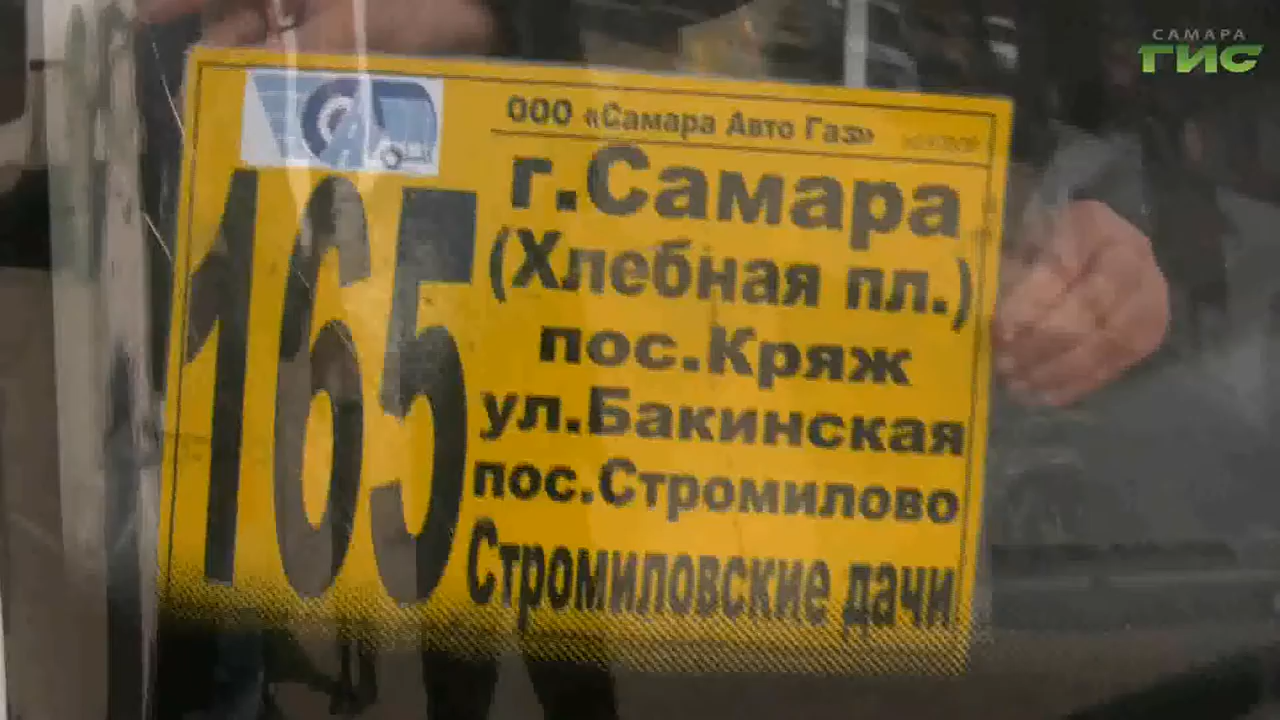 САМАРА
ГИС
ООО «Самара Авто Газ»
165
г.Самара
(Хлебная пл.)
пос.Кряж
ул.Бакинская
пос.Стромилово
Стромиловские дачи